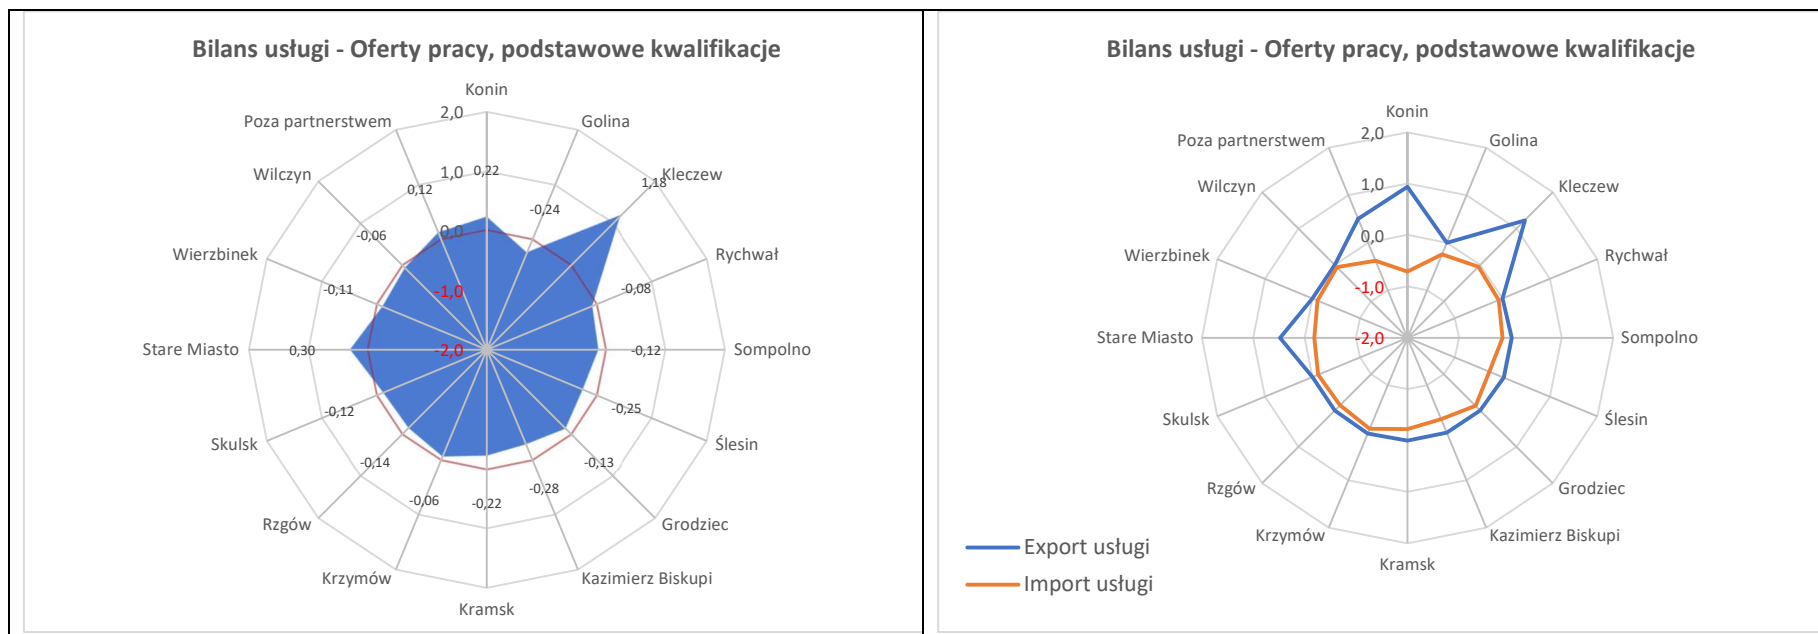 Bilans usługi - Oferty pracy, podstawowe kwalifikacje
Konin
2,0
Poza partnerstwem
Golina
Wilczyn
1,0
0,22
Kleczew
0,12
1,18
-0,24
-0,06
0,0
Wierzbinek
Rychwał
-0,11
-1,0
-0,08
Stare Miasto
0,30
-2,0
-0,12
Sompolno
-0,12
-0,25
Skulsk
Ślesin
-0,14
-0,13
-0,06
-0,22
-0,28
Rzgów
Grodziec
Krzymów
Kazimierz Biskupi
Kramsk
Bilans usługi - Oferty pracy, podstawowe kwalifikacje
Konin
2,0
Poza partnerstwem
Golina
Wilczyn
1,0
Kleczew
0,0
Wierzbinek
Rychwał
-1,0
Stare Miasto
-2,0
Sompolno
Skulsk
Ślesin
Rzgów
Grodziec
Krzymów
Kazimierz Biskupi
Kramsk
Export usługi
Import usługi